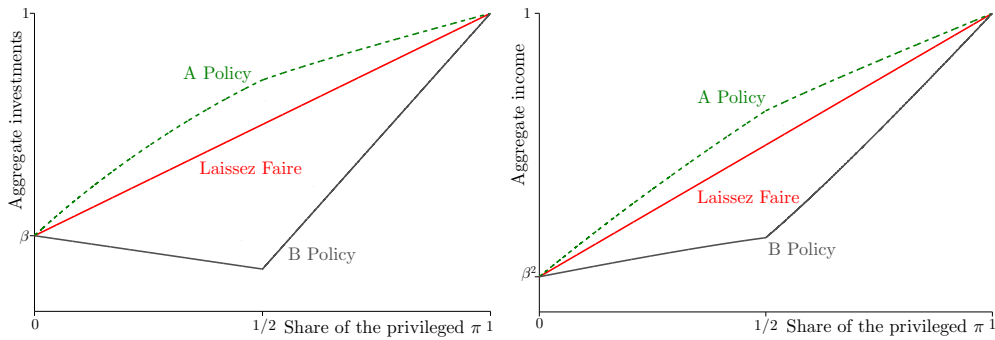 1
Aggregate investments
A Policy
Laissez Faire
β
B Policy
0
1/2
Share of the privileged π
1
1
Aggregate income
A Policy
Laissez Faire
β²
B Policy
0
1/2
Share of the privileged π
1